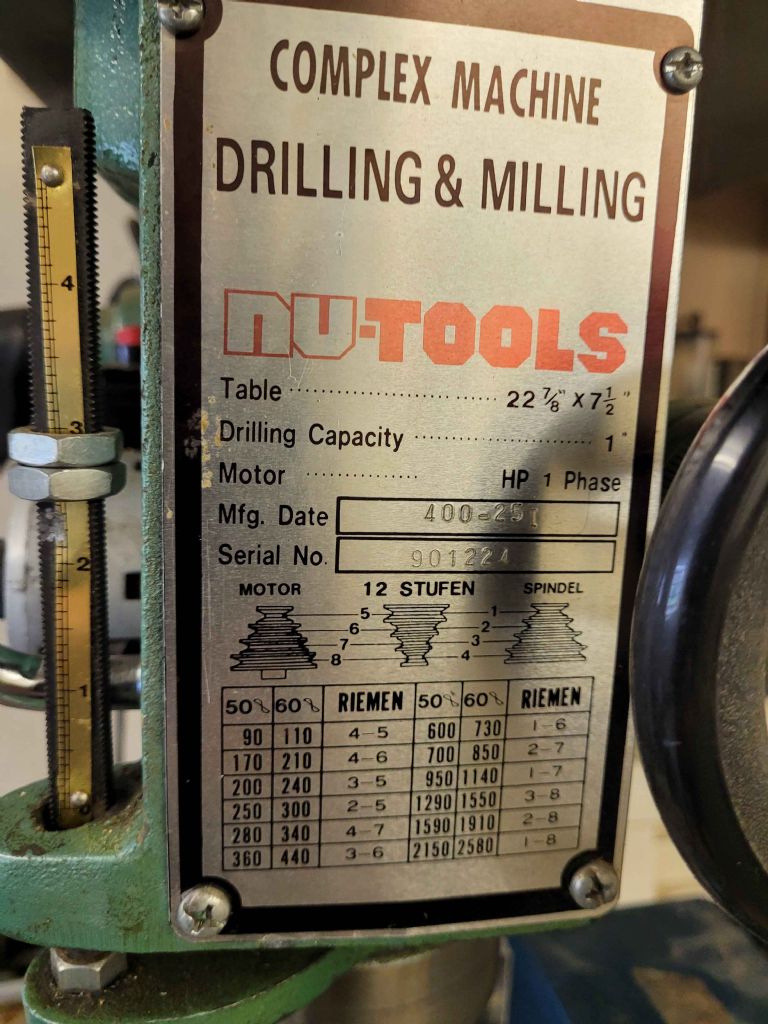 COMPLEX MACHINE
DRILLING & MILLING
NU-TOOLS
Table ........................ 22 7/8" X 7 1/2"
Drilling Capacity ........................ 1"
Motor ............... HP 1 Phase
Mfg. Date 400-251
Serial No. 901224
MOTOR 12 STUFEN SPINDEL
5 1
6 2
7 3
8 4
50% 60% RIEMEN 50% 60% RIEMEN
90 110 4-5 600 730 1-6
170 210 4-6 700 850 2-7
200 240 3-5 950 1140 1-7
250 300 2-5 1290 1550 3-8
280 340 4-7 1590 1910 2-8
360 440 3-6 2150 2580 1-8
4
3
2
1
0